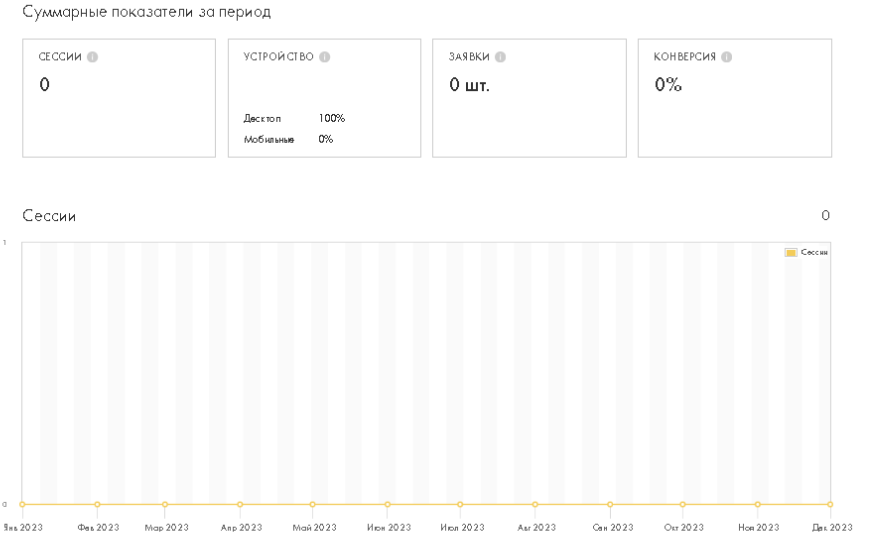 Суммарные показатели за период
СЕССИИ
УСТРОЙСТВО
ЗАЯВКИ
КОНВЕРСИЯ
0
0 шт.
0%
Десктоп 100%
Мобильные 0%
Сессии 0
1
Сессии
0
Янв 2023 Фев 2023 Мар 2023 Апр 2023 Май 2023 Июн 2023 Июл 2023 Авг 2023 Сен 2023 Окт 2023 Ноя 2023 Дек 2023